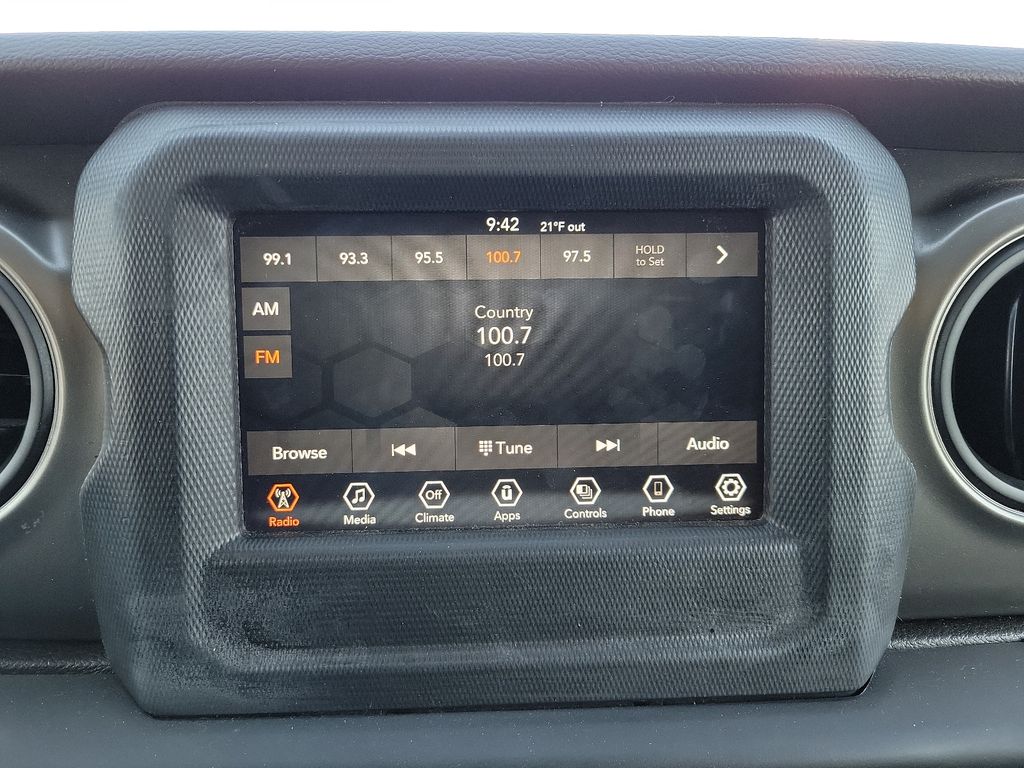 9:42 21°F out
99.1 93.3 95.5 100.7 97.5 HOLD to Set
AM
FM
Country
100.7
100.7
Browse Tune Audio
Off
Radio Media Climate Apps Controls Phone Settings